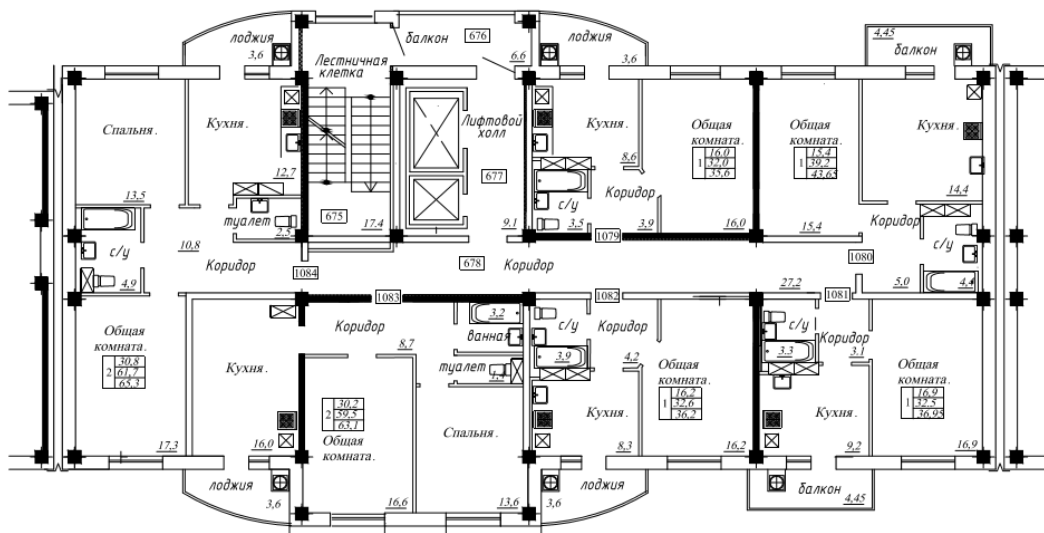 лоджия
3,6
балкон
676
6.6
лоджия
3,6
4,45
балкон
Лестничная
клетка
Спальня.
Кухня.
Лифтовой
холл
Кухня.
Общая
комната.
1
16.0
32,0
35,6
Общая
комната.
1
15.4
39,2
43,65
Кухня.
13,5
12,7
туалет
2,5
675
17.4
677
9.1
8,6
Коридор
с/у
3,5
3,9
16,0
15,4
14,4
Коридор
с/у
с/у
4,9
10,8
Коридор
1084
678
Коридор
1079
1080
27,2
5,0
4,4
1083
1082
1081
Общая
комната.
2
30,8
61,7
65,3
Кухня.
Коридор
8,7
3,2
ванная
туалет
с/у
3,9
Коридор
4,2
с/у
3.3
Коридор
3.1
2
30,2
59,5
63,1
Общая
комната.
Спальня.
Кухня.
Общая
комната.
1
16,2
32,6
36,2
Кухня.
Общая
комната.
1
16,9
32,5
36,95
17,3
16,0
8,3
16,2
9,2
16,9
лоджия
3,6
16,6
13,6
лоджия
3,6
балкон
4,45